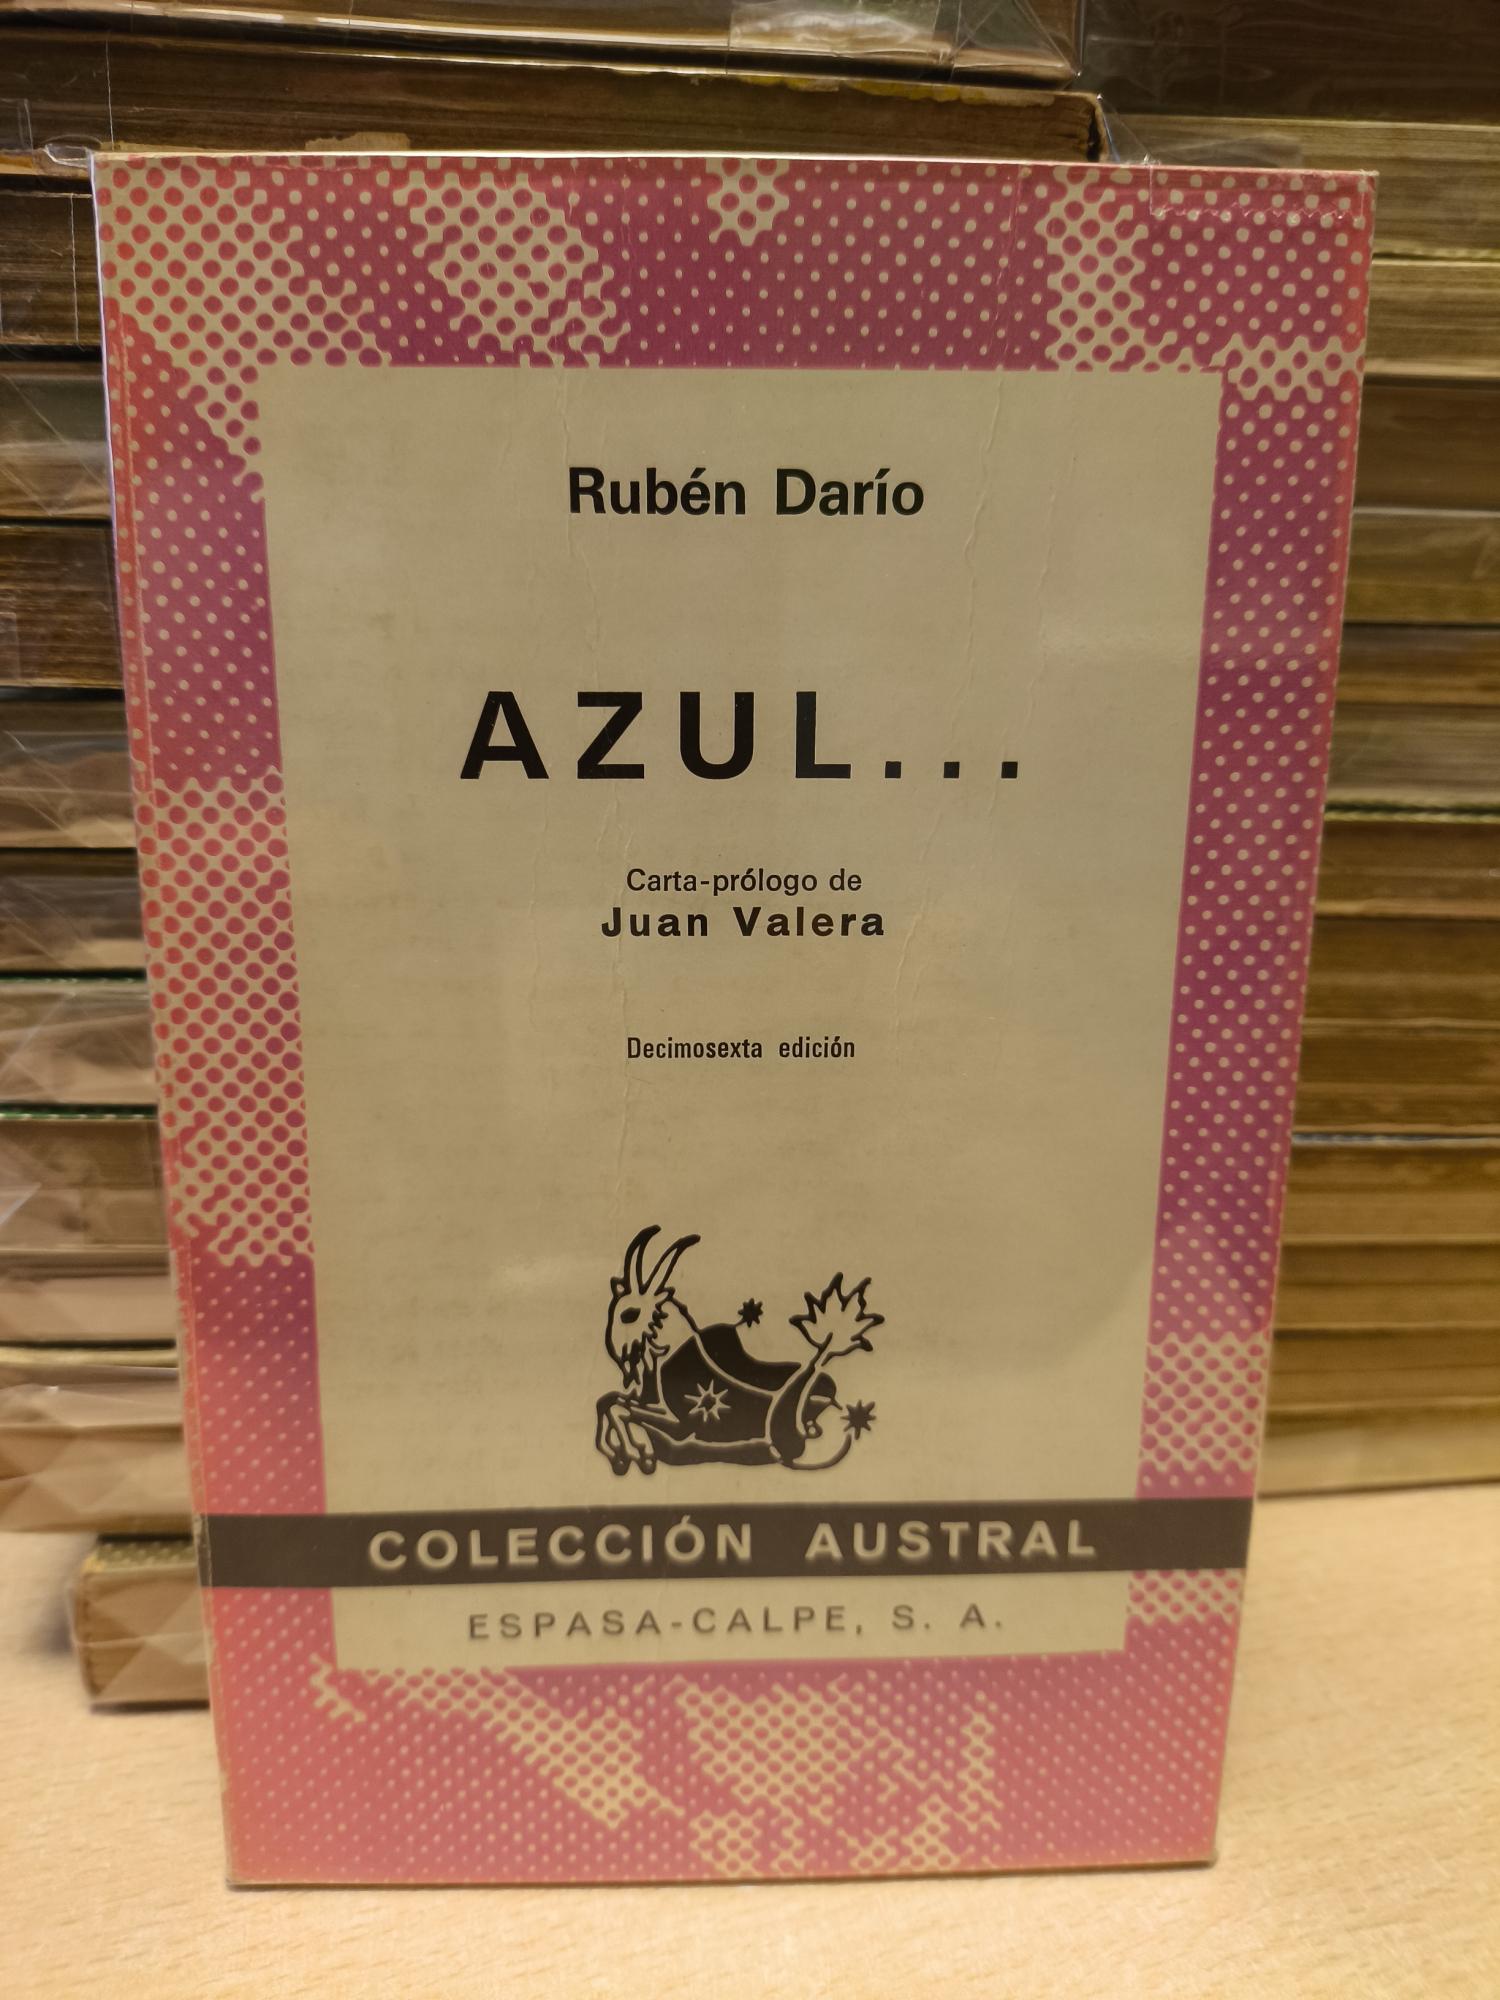 Rubén Darío
AZUL...
Carta-prólogo de
Juan Valera
Decimosexta edición
COLECCIÓN AUSTRAL
ESPASA-CALPE, S. A.